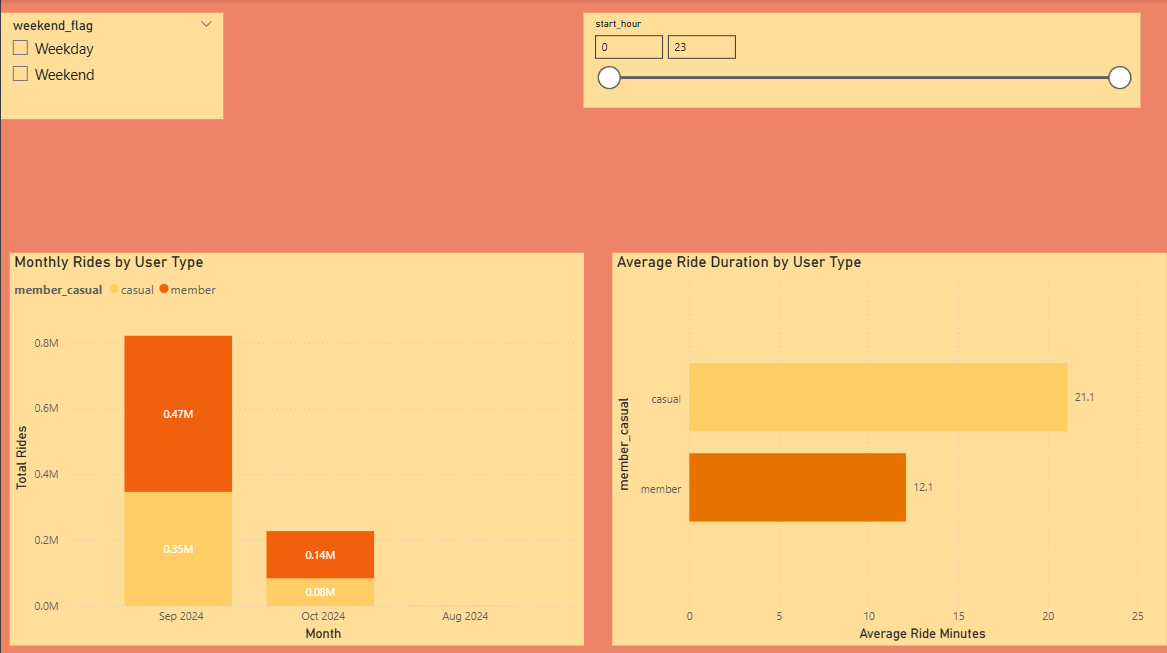 weekend_flag
Weekday
Weekend
start_hour
0 23
Monthly Rides by User Type
member_casual casual member
Total Rides
0.8M
0.6M
0.4M
0.2M
0.0M
0.47M
0.35M
0.14M
0.08M
Sep 2024 Oct 2024 Aug 2024
Month
Average Ride Duration by User Type
member_casual
casual 21.1
member 12.1
0 5 10 15 20 25
Average Ride Minutes